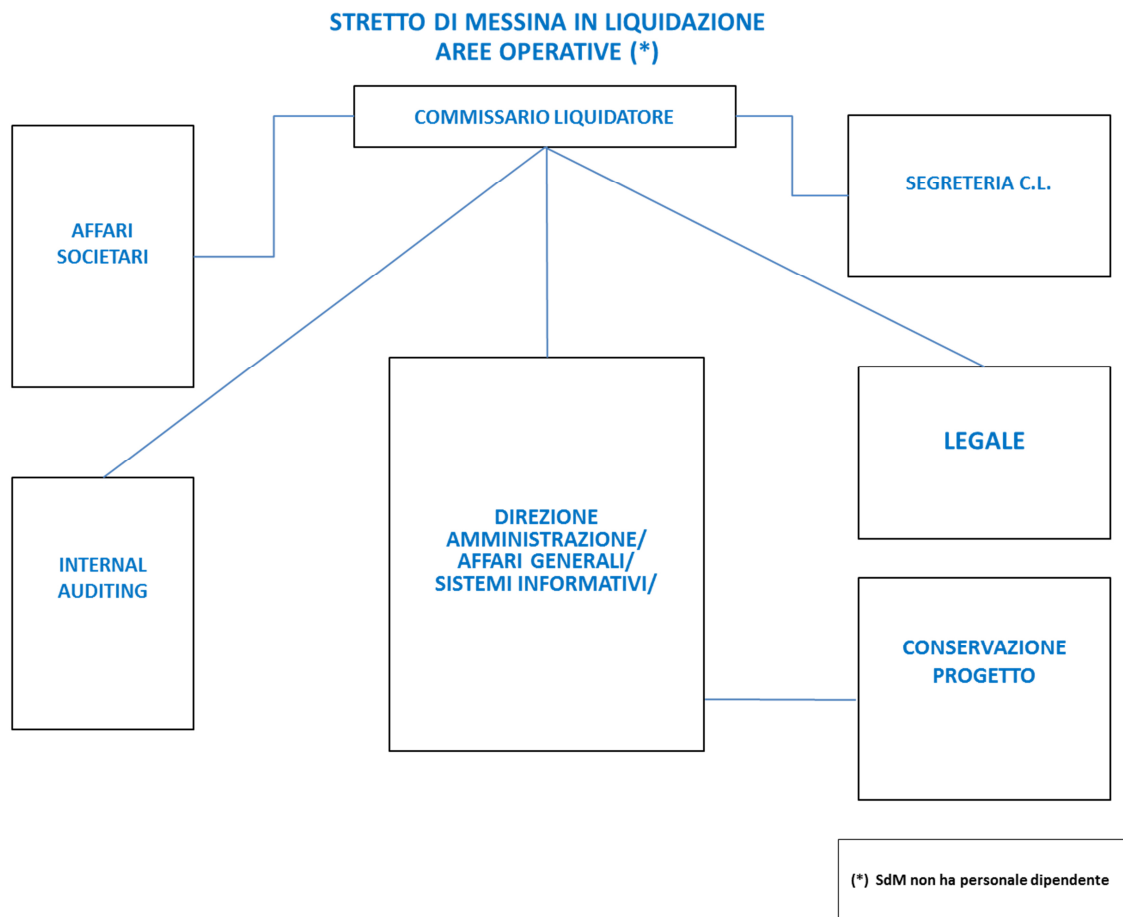 STRETTO DI MESSINA IN LIQUIDAZIONE
AREE OPERATIVE (*)
COMMISSARIO LIQUIDATORE
SEGRETERIA C.L.
AFFARI
SOCIETARI
LEGALE
DIREZIONE
AMMINISTRAZIONE/
AFFARI GENERALI/
SISTEMI INFORMATIVI/
INTERNAL
AUDITING
CONSERVAZIONE
PROGETTO
(*) SdM non ha personale dipendente